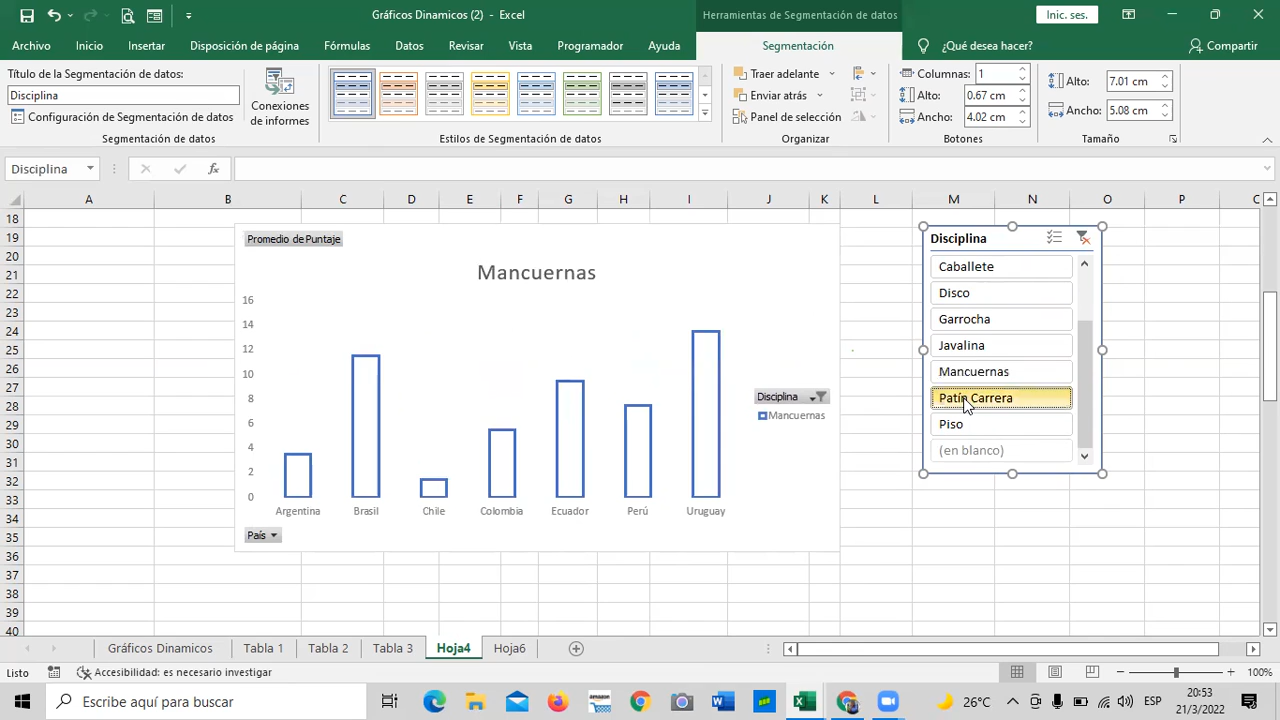 Gráficos Dinamicos (2) - Excel
Herramientas de Segmentación de datos
Inic. ses.
Archivo Inicio Insertar Disposición de página Fórmulas Datos Revisar Vista Programador Ayuda Segmentación ¿Qué desea hacer? Compartir
Título de la Segmentación de datos:
Disciplina
Configuración de Segmentación de datos
Conexiones
de informes
Traer adelante
Enviar atrás
Panel de selección
Columnas: 1
Alto: 0.67 cm
Ancho: 4.02 cm
Alto: 7.01 cm
Ancho: 5.08 cm
Segmentación de datos Estilos de Segmentación de datos Organizar Botones Tamaño
Disciplina fx
A B C D E F G H I J K L M N O P C
18
19
20
21
22
23
24
25
26
27
28
29
30
31
32
33
34
35
36
37
38
39
40
Promedio de Puntaje
Mancuernas
16
14
12
10
8
6
4
2
0
Argentina Brasil Chile Colombia Ecuador Perú Uruguay
País
Disciplina
Mancuernas
Disciplina
Caballete
Disco
Garrocha
Javalina
Mancuernas
Patín Carrera
Piso
(en blanco)
Gráficos Dinamicos Tabla 1 Tabla 2 Tabla 3 Hoja4 Hoja6
Listo Accesibilidad: es necesario investigar 100%
Escribe aquí para buscar
26°C ESP
20:53
21/3/2022